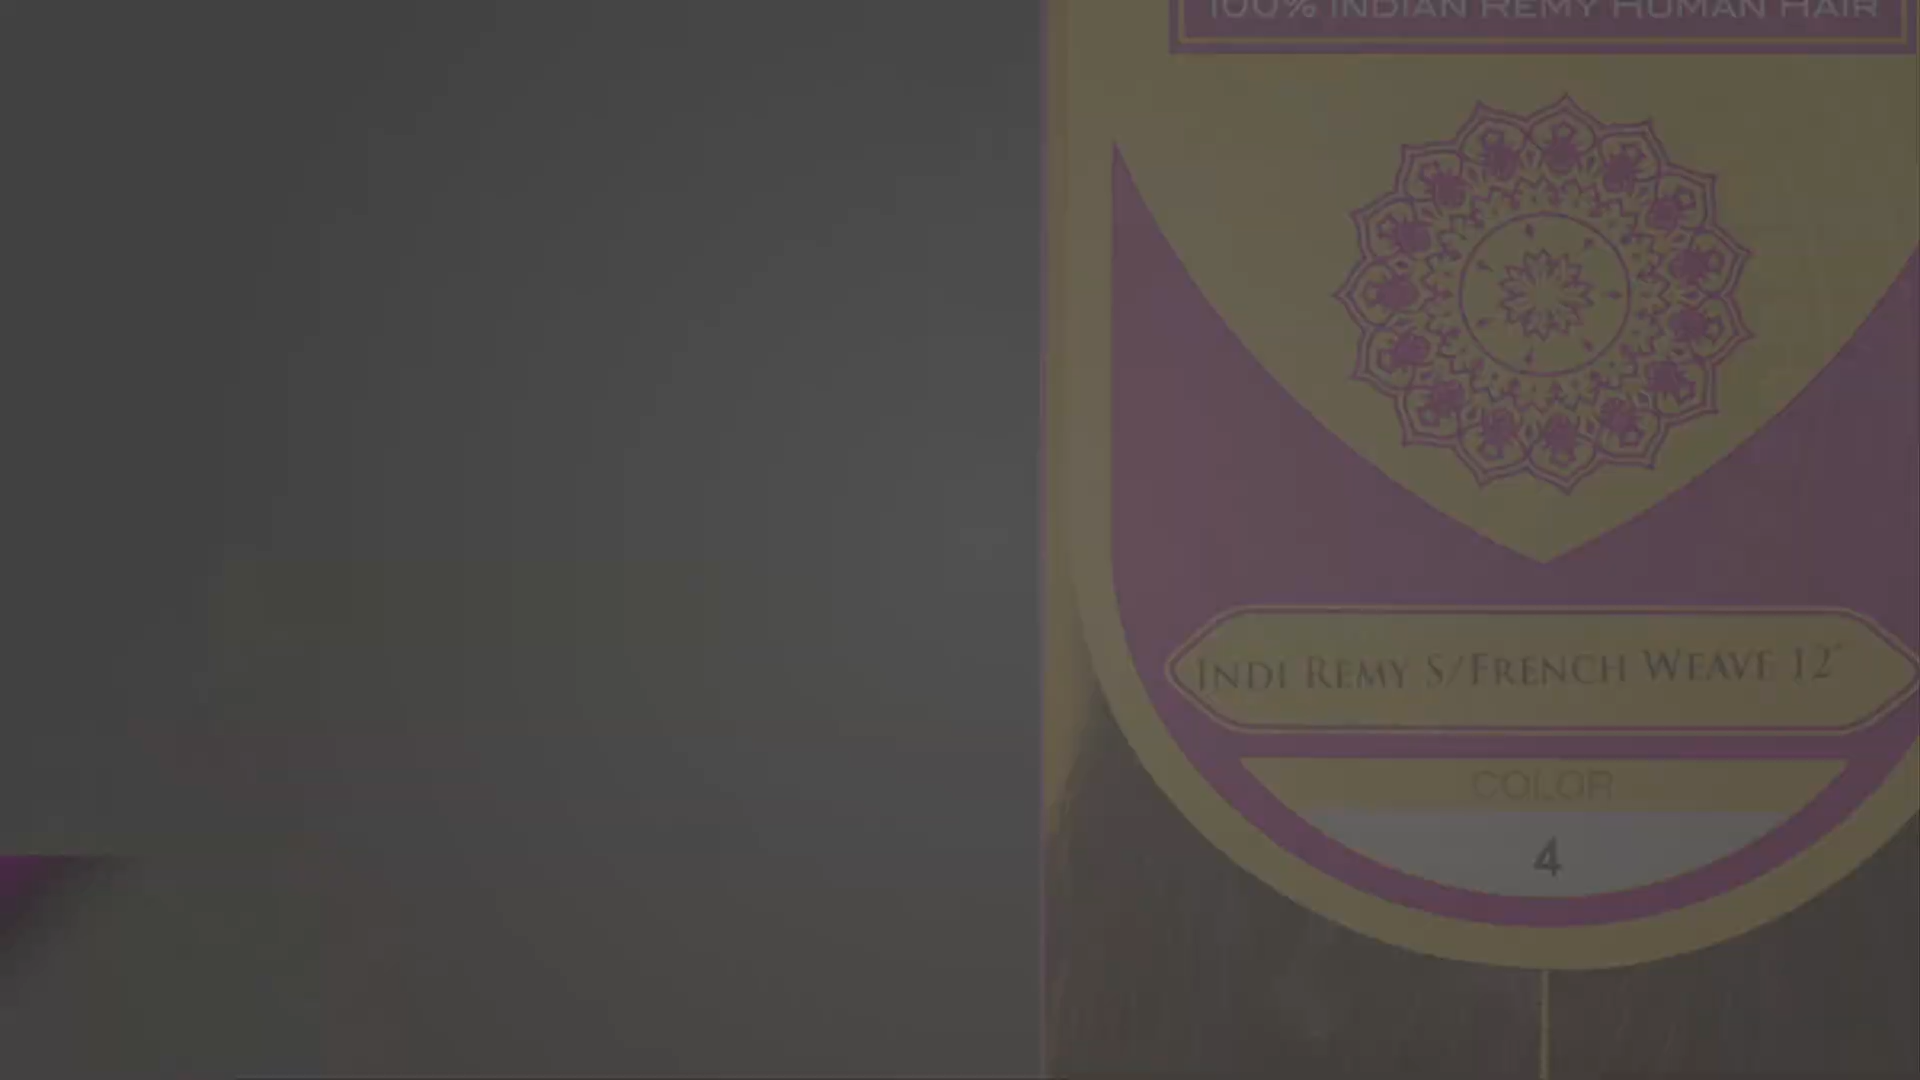 100% INDIAN REMY HUMAN HAIR
INDI REMY S/FRENCH WEAVE 12"
COLOR
4